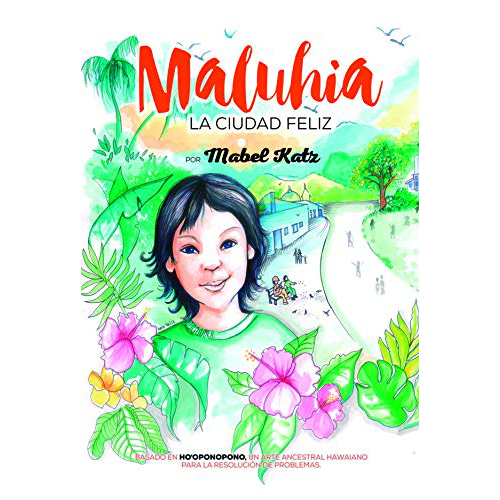 Maluhia
LA CIUDAD FELIZ
POR Mabel Katz
BASADO EN HO'OPONOPONO, UN ARTE ANCESTRAL HAWAIANO
PARA LA RESOLUCIÓN DE PROBLEMAS.